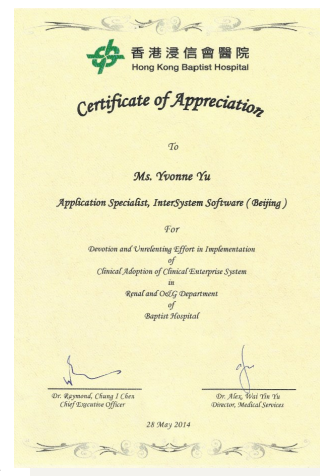 香港浸信會醫院
Hong Kong Baptist Hospital
Certificate of Appreciation
To
Ms. Yvonne Yu
Application Specialist, InterSystem Software ( Beijing )
For
Devotion and Unrelenting Effort in Implementation
of
Clinical Adoption of Clinical Enterprise System
in
Renal and O&G Department
of
Baptist Hospital
Dr. Raymond, Chung I Chen
Chief Executive Officer
Dr. Alex, Wai Yin Yu
Director, Medical Services
28 May 2014